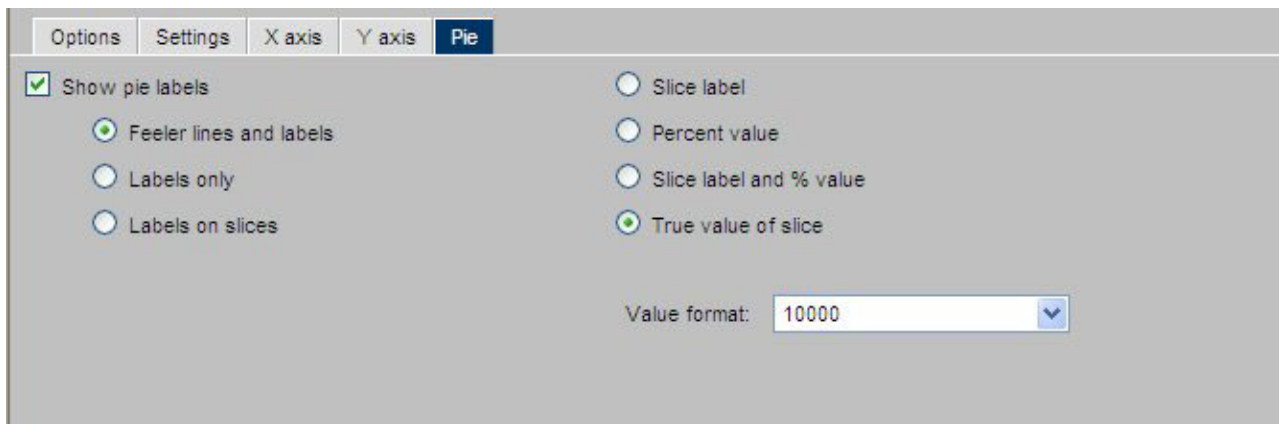 Options Settings X axis Y axis Pie
Show pie labels
Feeler lines and labels
Labels only
Labels on slices
Slice label
Percent value
Slice label and % value
True value of slice
Value format: 10000